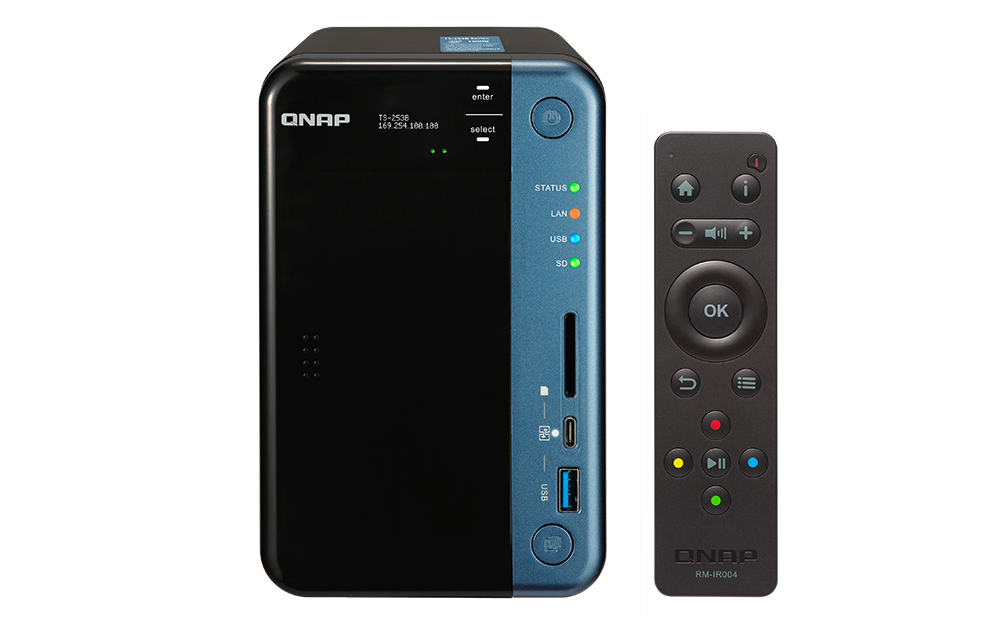 QNAP
TS-253B
169.254.100.100
enter
select
STATUS
LAN
USB
SD
USB
OK
QNAP
RM-IR004